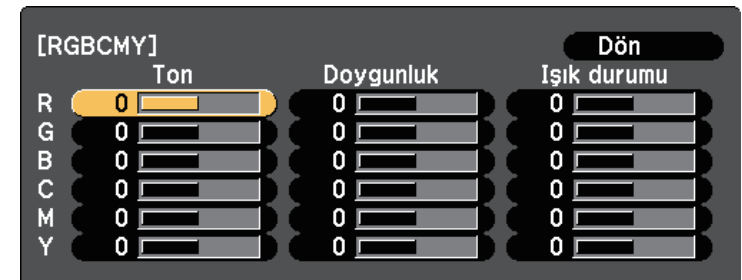 [RGBCMY] Dön
Ton Doygunluk Işık durumu
R 0 0 0
G 0 0 0
B 0 0 0
C 0 0 0
M 0 0 0
Y 0 0 0